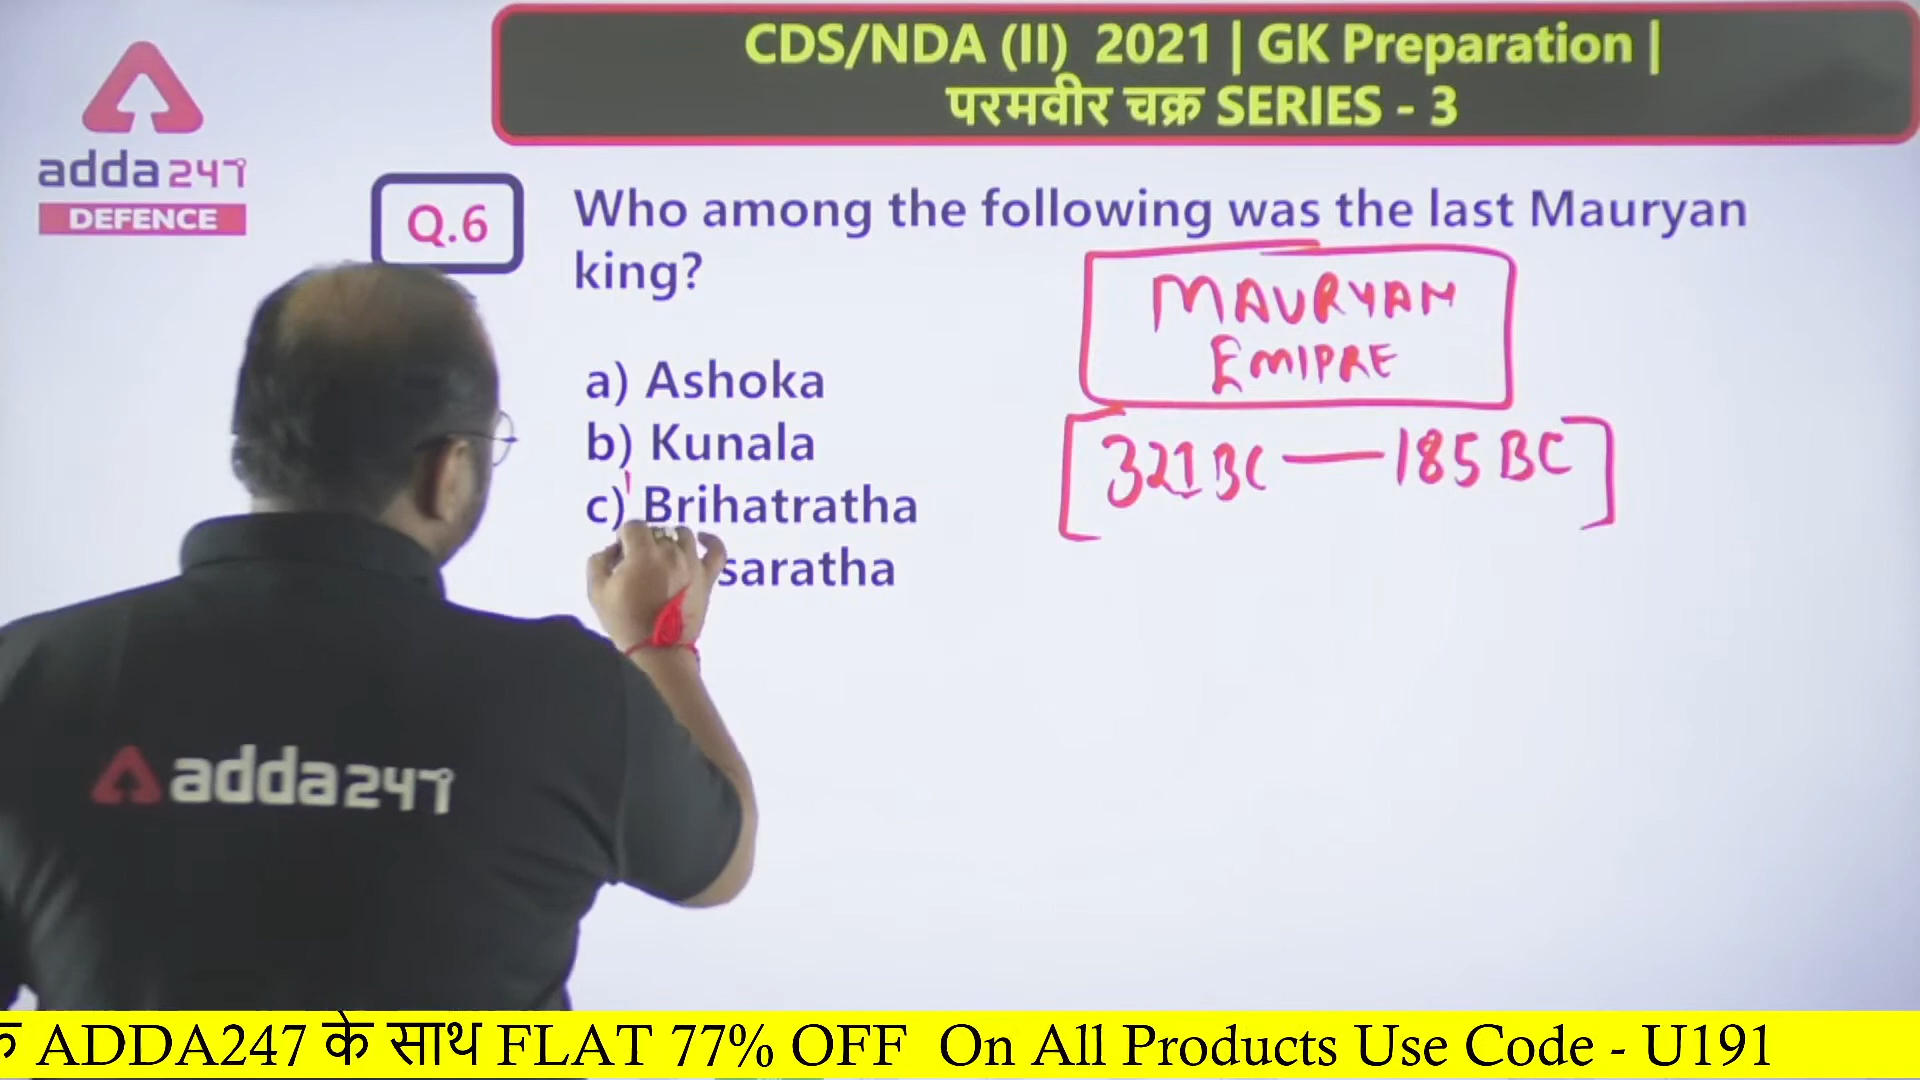 CDS/NDA (II) 2021 | GK Preparation |
परमवीर चक्र SERIES - 3
adda247
DEFENCE
Q.6
Who among the following was the last Mauryan
king?
MAURYAN
EMIPRE
a) Ashoka
b) Kunala
c) Brihatratha
saratha
[321BC — 185 BC]
adda247
ADDA247 के साथ FLAT 77% OFF On All Products Use Code - U191